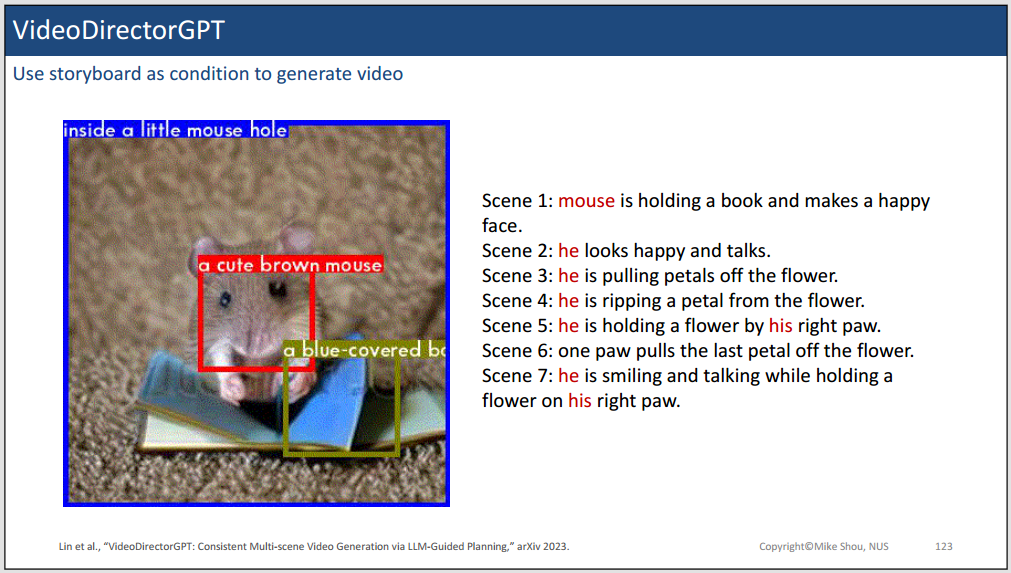 VideoDirectorGPT
Use storyboard as condition to generate video
inside a little mouse hole
a cute brown mouse
a blue-covered bo
Scene 1: mouse is holding a book and makes a happy
face.
Scene 2: he looks happy and talks.
Scene 3: he is pulling petals off the flower.
Scene 4: he is ripping a petal from the flower.
Scene 5: he is holding a flower by his right paw.
Scene 6: one paw pulls the last petal off the flower.
Scene 7: he is smiling and talking while holding a
flower on his right paw.
Lin et al., “VideoDirectorGPT: Consistent Multi-scene Video Generation via LLM-Guided Planning,” arXiv 2023.
Copyright©Mike Shou, NUS
123